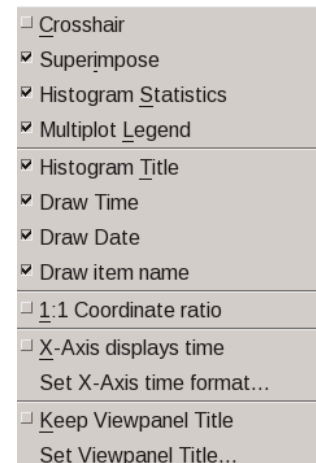 Crosshair
Superimpose
Histogram Statistics
Multiplot Legend
Histogram Title
Draw Time
Draw Date
Draw item name
1:1 Coordinate ratio
X-Axis displays time
Set X-Axis time format...
Keep Viewpanel Title
Set Viewpanel Title...